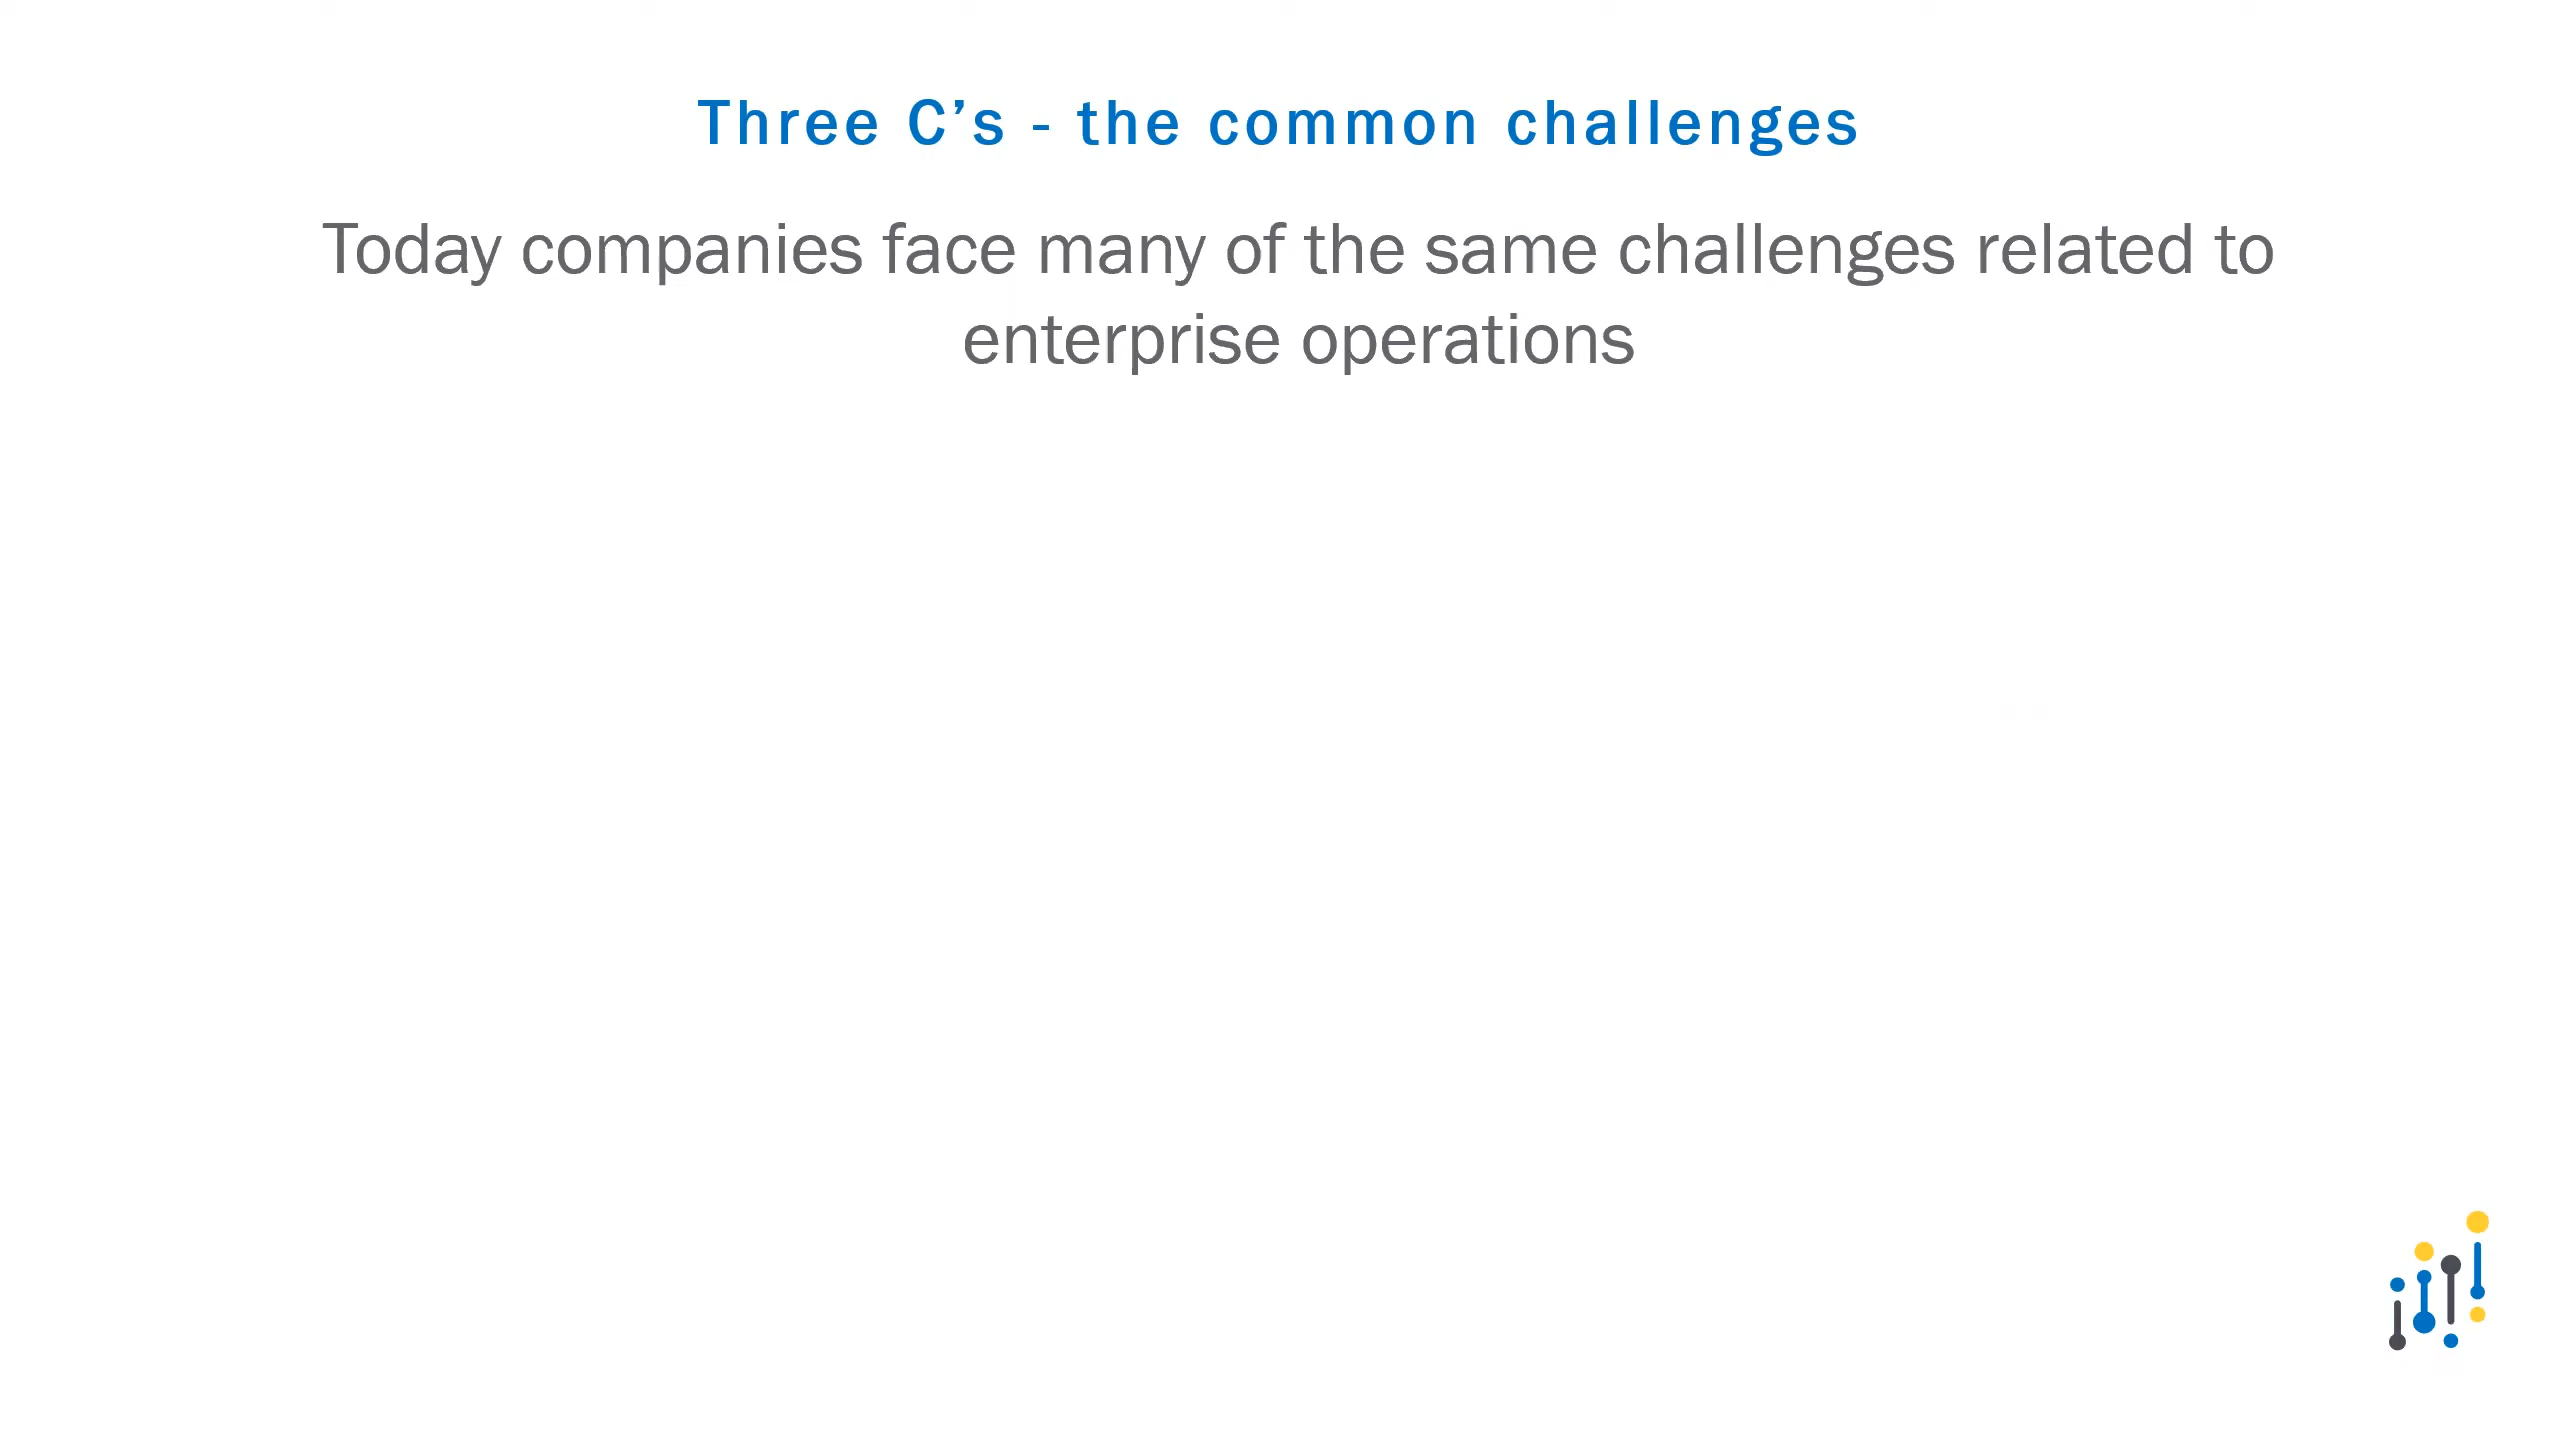 Three C’s - the common challenges
Today companies face many of the same challenges related to
enterprise operations